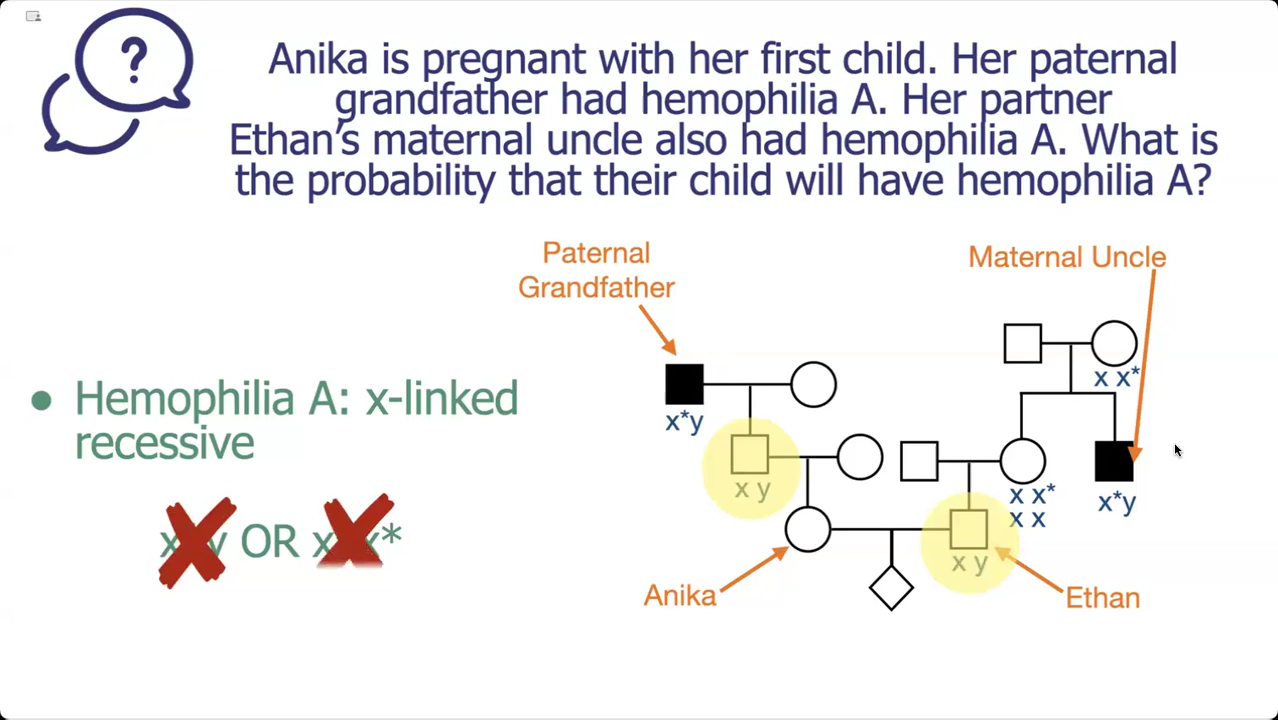 ?
Anika is pregnant with her first child. Her paternal
grandfather had hemophilia A. Her partner
Ethan’s maternal uncle also had hemophilia A. What is
the probability that their child will have hemophilia A?
Paternal
Grandfather
Maternal Uncle
x x*
• Hemophilia A: x-linked
recessive
x*y
x y
x x*
x x
x*y
OR
x y
Anika
Ethan